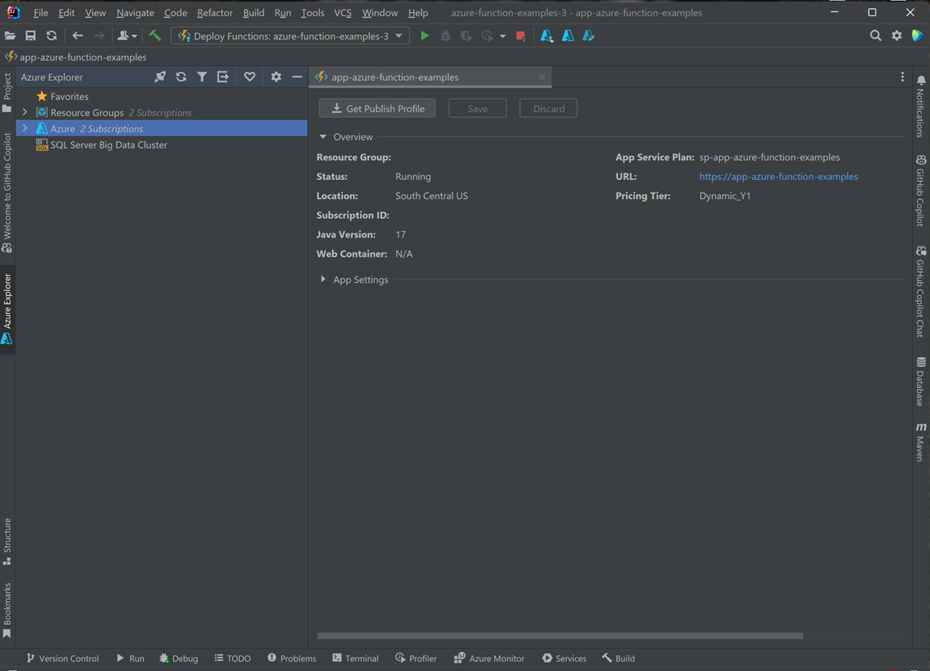 File Edit View Navigate Code Refactor Build Run Tools VCS Window Help azure-function-examples-3 - app-azure-function-examples
Deploy Functions: azure-function-examples-3
app-azure-function-examples
Project
Welcome to GitHub Copilot
Azure Explorer
Structure
Bookmarks
Azure Explorer
Favorites
Resource Groups 2 Subscriptions
Azure 2 Subscriptions
SQL Server Big Data Cluster
app-azure-function-examples
Get Publish Profile Save Discard
Overview
Resource Group: App Service Plan: sp-app-azure-function-examples
Status: Running URL: https://app-azure-function-examples
Location: South Central US Pricing Tier: Dynamic_Y1
Subscription ID:
Java Version: 17
Web Container: N/A
App Settings
Notifications
GitHub Copilot
GitHub Copilot Chat
Database
m Maven
Version Control Run Debug TODO Problems Terminal Profiler Azure Monitor Services Build